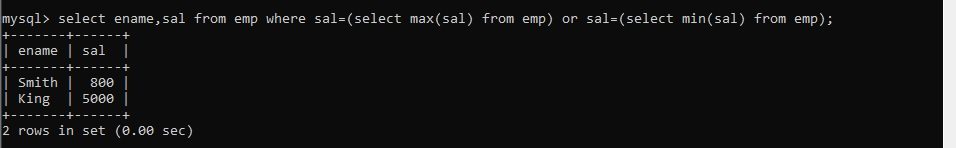 mysql> select ename,sal from emp where sal=(select max(sal) from emp) or sal=(select min(sal) from emp);
+-------+------+
| ename | sal  |
+-------+------+
| Smith |  800 |
| King  | 5000 |
+-------+------+
2 rows in set (0.00 sec)